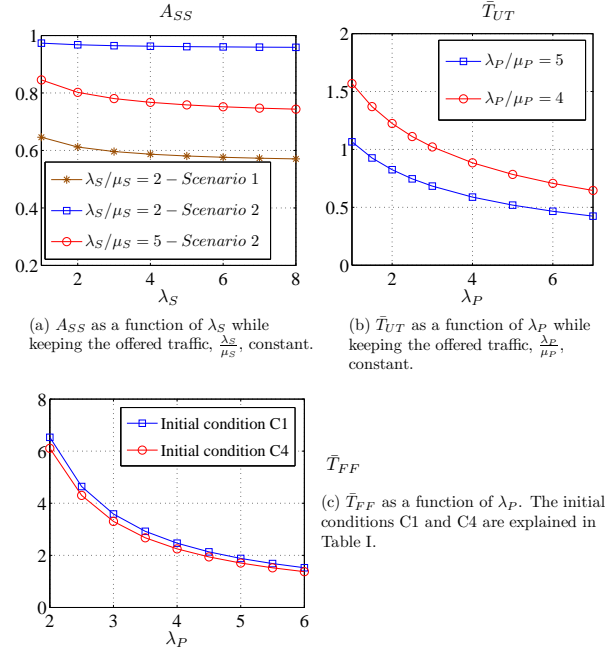 A_SS
1
0.8
0.6
0.4
0.2
2 4 6 8
λ_S
λ_S/μ_S = 2 – Scenario 1
λ_S/μ_S = 2 – Scenario 2
λ_S/μ_S = 5 – Scenario 2
(a) A_SS as a function of λ_S while
keeping the offered traffic, λ_S/μ_S, constant.
T̄_UT
2
1.5
1
0.5
0
2 4 6
λ_P
λ_P/μ_P = 5
λ_P/μ_P = 4
(b) T̄_UT as a function of λ_P while
keeping the offered traffic, λ_P/μ_P,
constant.
8
6
4
2
0
2 3 4 5 6
λ_P
Initial condition C1
Initial condition C4
T̄_FF
(c) T̄_FF as a function of λ_P. The initial
conditions C1 and C4 are explained in
Table I.